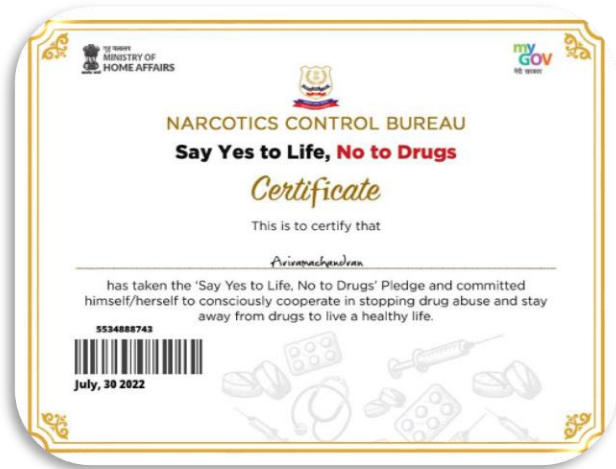 गृह मंत्रालय
MINISTRY OF
HOME AFFAIRS
my
GOV
मेरी सरकार
NARCOTICS CONTROL BUREAU
Say Yes to Life, No to Drugs
Certificate
This is to certify that
Ariramachandran
has taken the 'Say Yes to Life, No to Drugs' Pledge and committed
himself/herself to consciously cooperate in stopping drug abuse and stay
away from drugs to live a healthy life.
5534888743
July, 30 2022